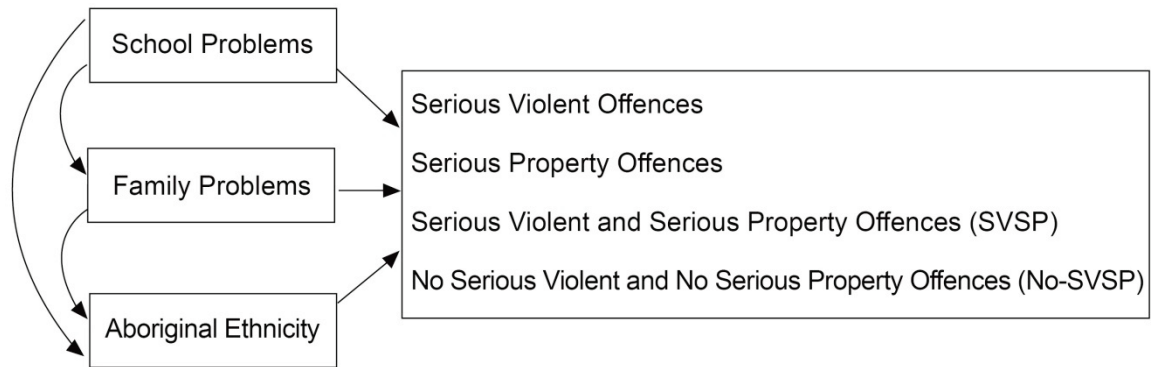 School Problems
Family Problems
Aboriginal Ethnicity
Serious Violent Offences
Serious Property Offences
Serious Violent and Serious Property Offences (SVSP)
No Serious Violent and No Serious Property Offences (No-SVSP)